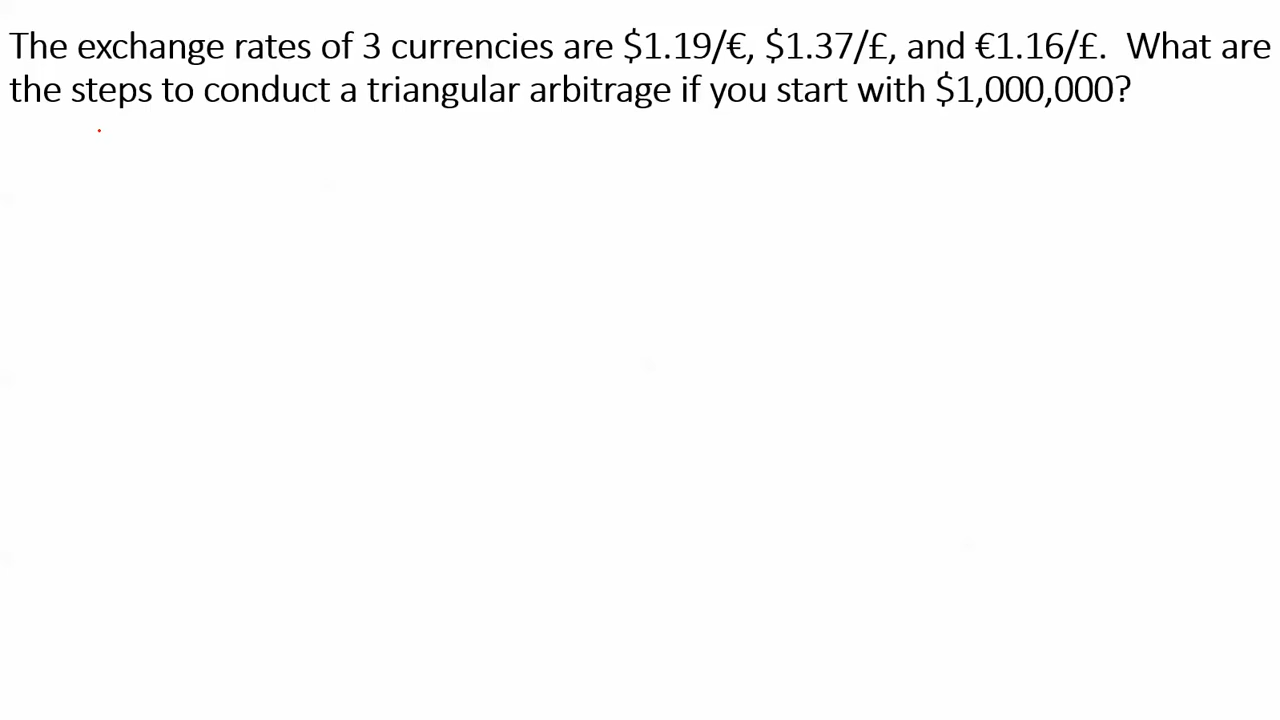 The exchange rates of 3 currencies are $1.19/€, $1.37/£, and €1.16/£.  What are
the steps to conduct a triangular arbitrage if you start with $1,000,000?